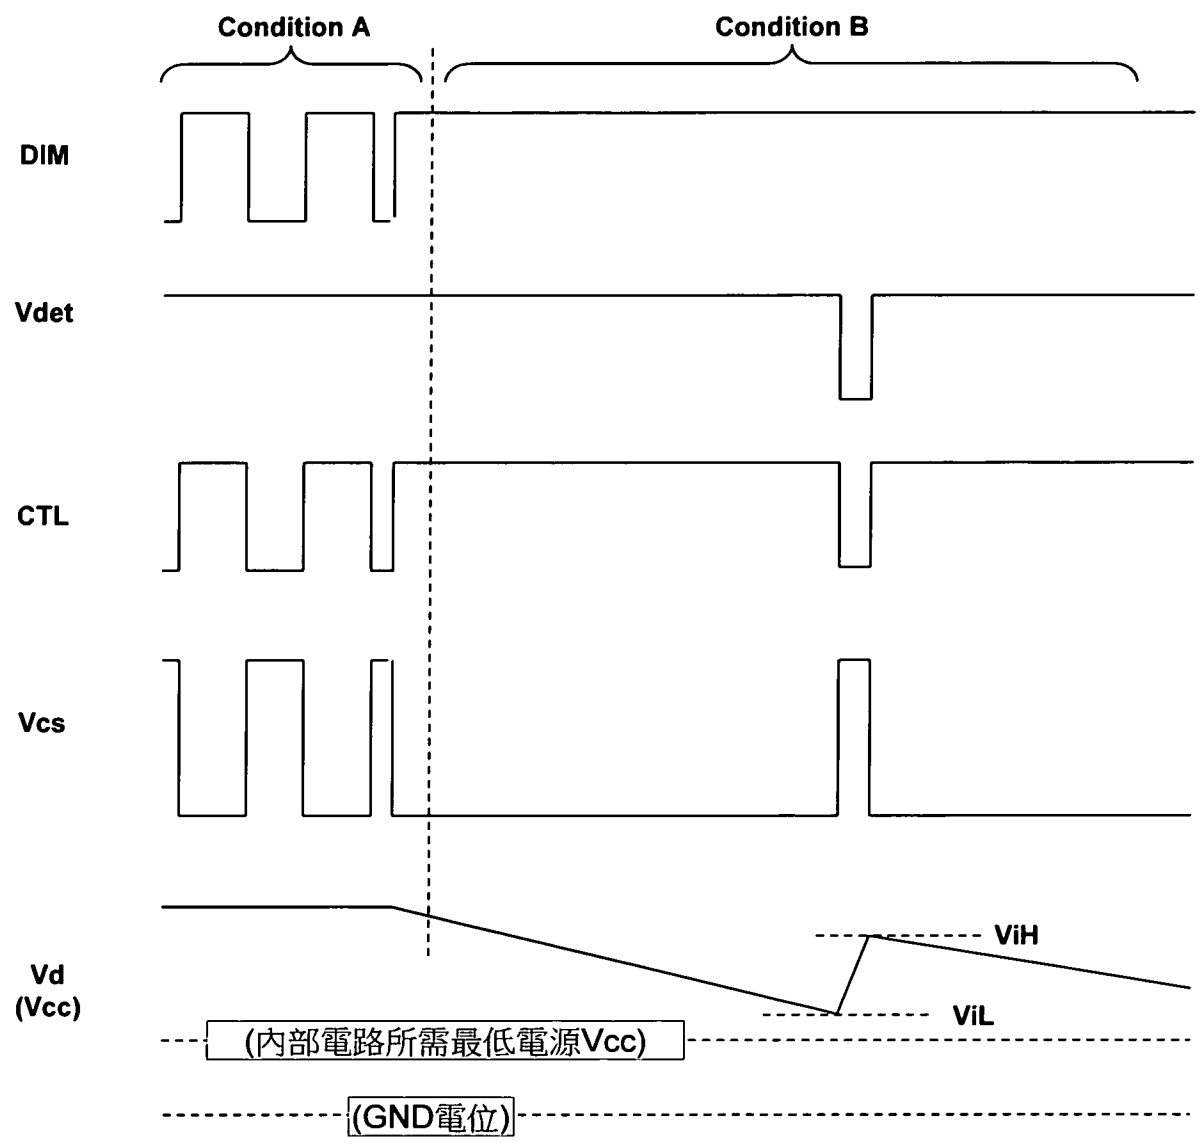 Condition A
Condition B
DIM
Vdet
CTL
Vcs
ViH
Vd
(Vcc)
ViL
(內部電路所需最低電源Vcc)
(GND電位)